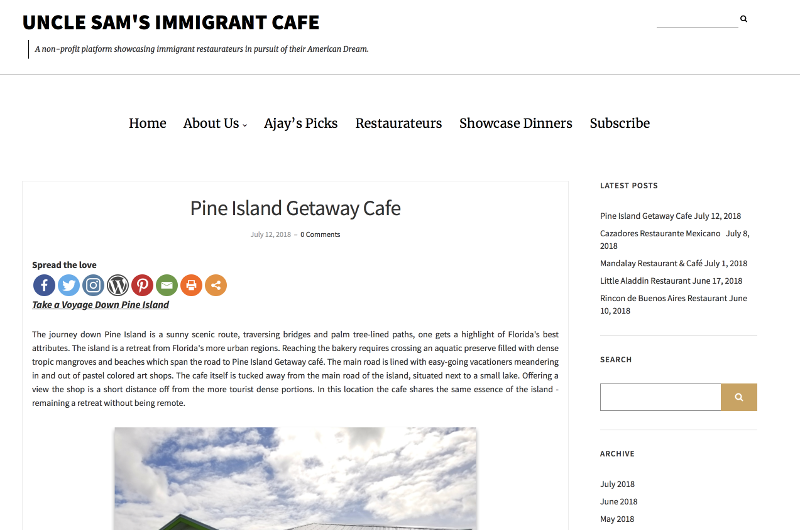 UNCLE SAM'S IMMIGRANT CAFE
A non-profit platform showcasing immigrant restaurateurs in pursuit of their American Dream.
Home About Us Ajay's Picks Restaurateurs Showcase Dinners Subscribe
Pine Island Getaway Cafe
July 12, 2018 – 0 Comments
Spread the love
Take a Voyage Down Pine Island
The journey down Pine Island is a sunny scenic route, traversing bridges and palm tree-lined paths, one gets a highlight of Florida's best
attributes. The island is a retreat from Florida's more urban regions. Reaching the bakery requires crossing an aquatic preserve filled with dense
tropic mangroves and beaches which span the road to Pine Island Getaway café. The main road is lined with easy-going vacationers meandering
in and out of pastel colored art shops. The cafe itself is tucked away from the main road of the island, situated next to a small lake. Offering a
view the shop is a short distance off from the more tourist dense portions. In this location the cafe shares the same essence of the island -
remaining a retreat without being remote.
LATEST POSTS
Pine Island Getaway Cafe July 12, 2018
Cazadores Restaurante Mexicano July 8,
2018
Mandalay Restaurant & Café July 1, 2018
Little Aladdin Restaurant June 17, 2018
Rincon de Buenos Aires Restaurant June
10, 2018
SEARCH
ARCHIVE
July 2018
June 2018
May 2018